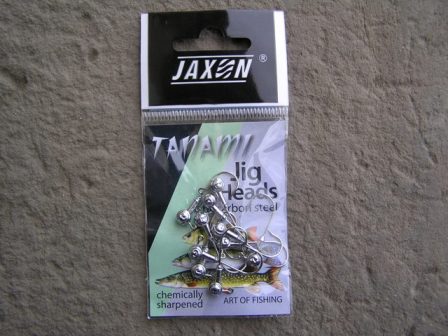 JAXON ®
TANAMI
Jig
Heads
carbon steel
chemically
sharpened
ART OF FISHING